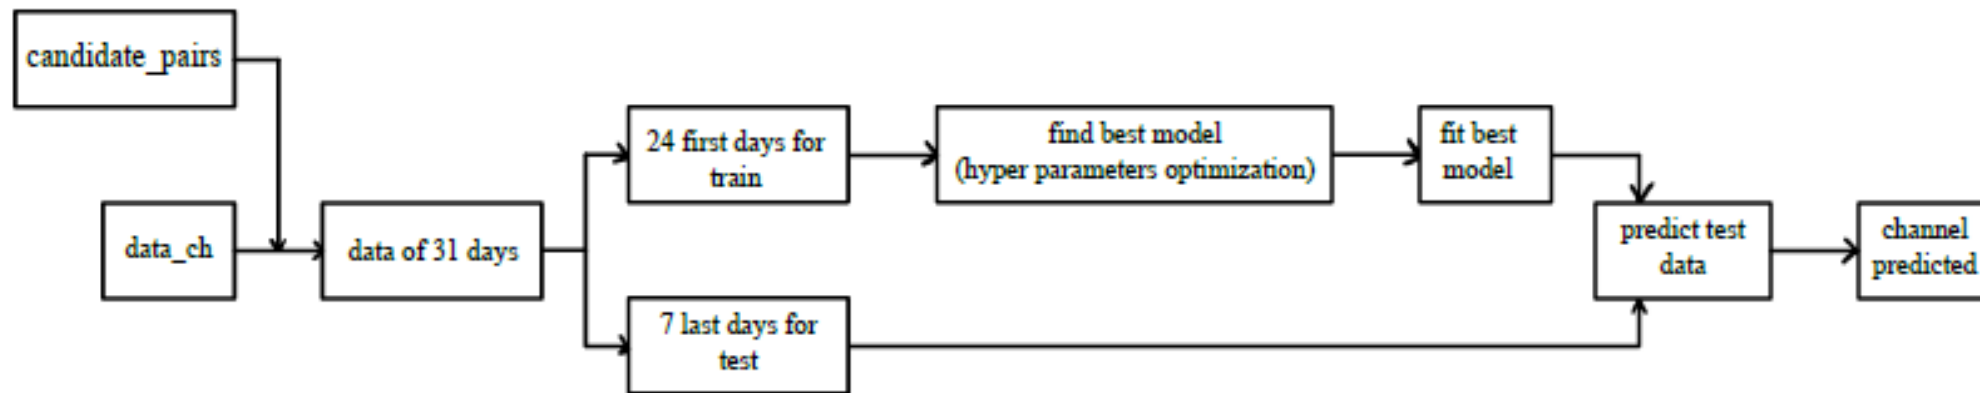 candidate_pairs
data_ch
data of 31 days
24 first days for
train
7 last days for
test
find best model
(hyper parameters optimization)
fit best
model
predict test
data
channel
predicted